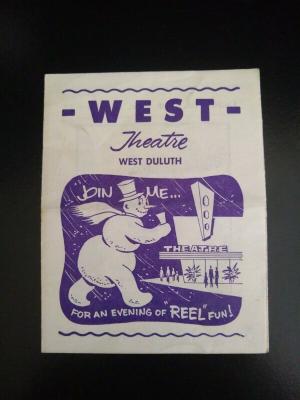 - WEST -
Theatre
WEST DULUTH
JOIN ME...
THEATRE
FOR AN EVENING OF "REEL" FUN!